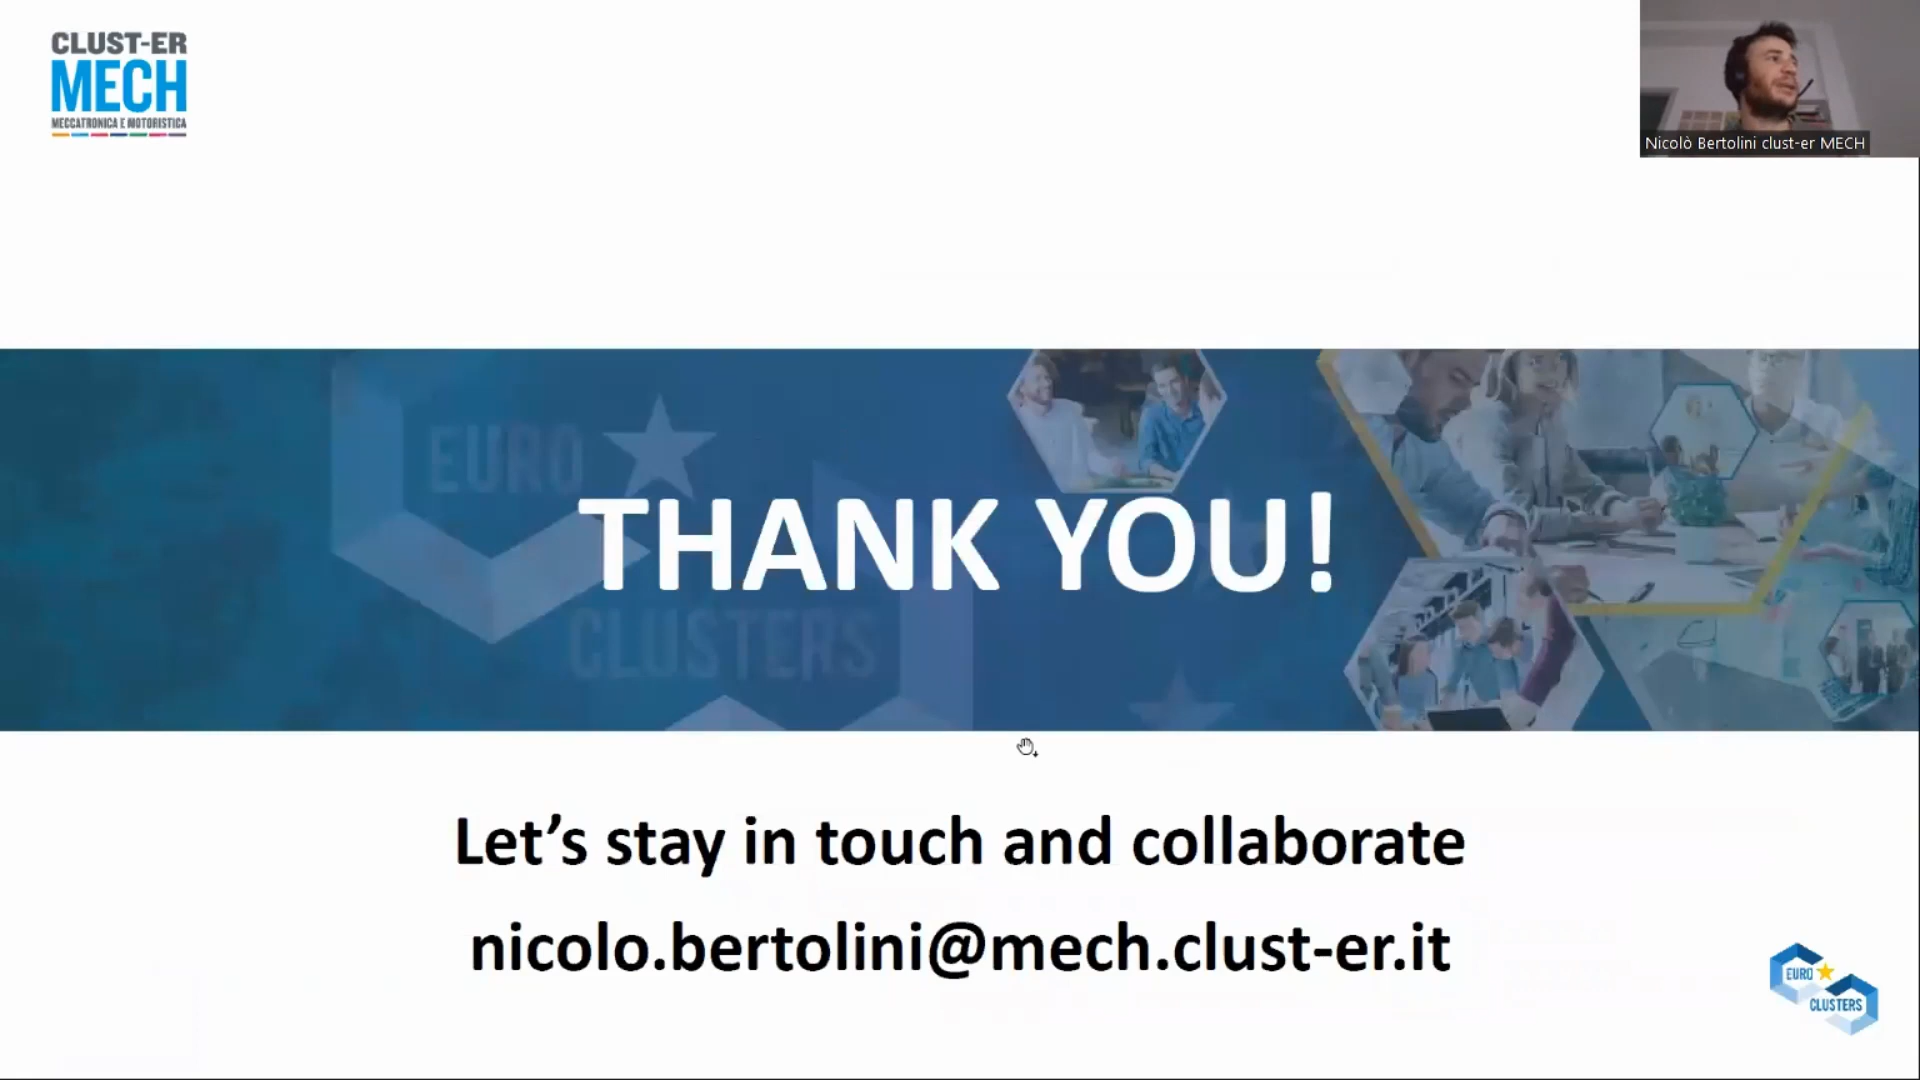 CLUST-ER
MECH
MECCATRONICA E MOTORISTICA
Nicolò Bertolini clust-er MECH
EURO
CLUSTERS
THANK YOU!
Let's stay in touch and collaborate
nicolo.bertolini@mech.clust-er.it
EURO
CLUSTERS